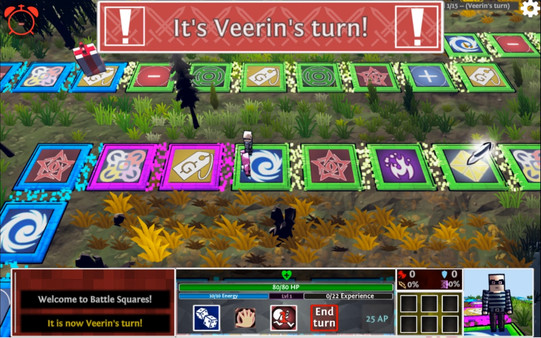 It's Veerin's turn!
1/15 -- (Veerin's turn)
80/80 HP
10/10 Energy
Lvl 1
0/22 Experience
Welcome to Battle Squares!
It is now Veerin's turn!
End
turn
25 AP
0
0
0%